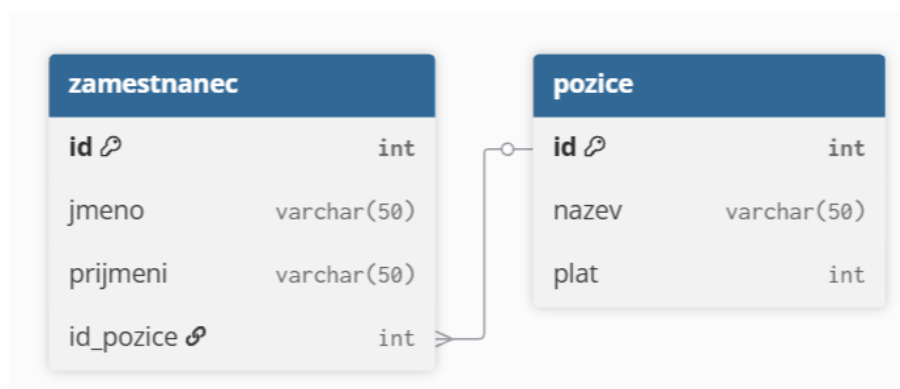 zamestnanec
id int
jmeno varchar(50)
prijmeni varchar(50)
id_pozice int
pozice
id int
nazev varchar(50)
plat int